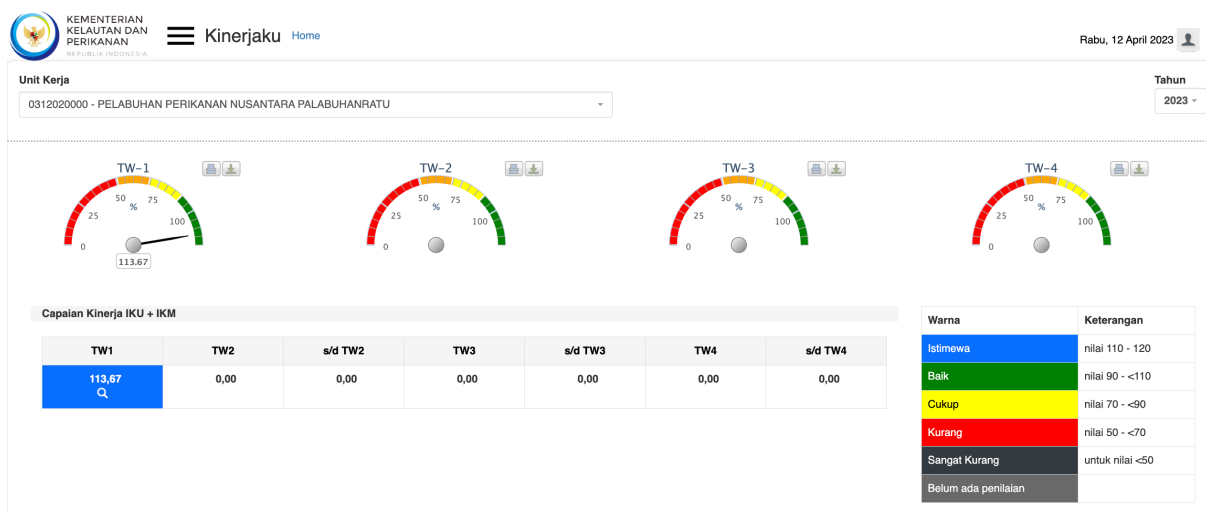 KEMENTERIAN
KELAUTAN DAN
PERIKANAN
REPUBLIK INDONESIA
Kinerjaku Home
Rabu, 12 April 2023
Unit Kerja
Tahun
0312020000 - PELABUHAN PERIKANAN NUSANTARA PALABUHANRATU
2023
TW-1
0 25 50 75 100
%
113.67
TW-2
0 25 50 75 100
%
TW-3
0 25 50 75 100
%
TW-4
0 25 50 75 100
%
Capaian Kinerja IKU + IKM
TW1 TW2 s/d TW2 TW3 s/d TW3 TW4 s/d TW4
113,67 0,00 0,00 0,00 0,00 0,00 0,00
Warna Keterangan
Istimewa nilai 110 - 120
Baik nilai 90 - <110
Cukup nilai 70 - <90
Kurang nilai 50 - <70
Sangat Kurang untuk nilai <50
Belum ada penilaian